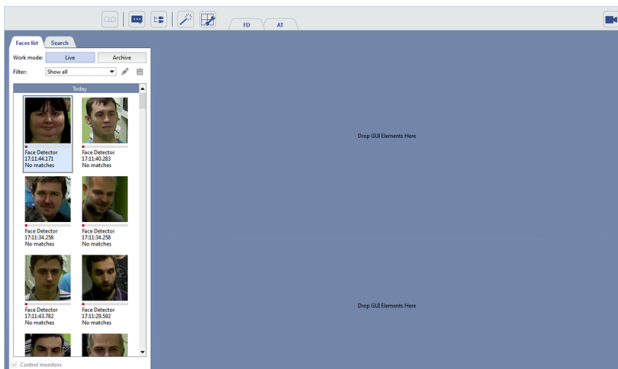 FD AT
Faces list Search
Work mode: Live Archive
Filter: Show all
Today
Face Detector Face Detector
17:11:44.171 17:11:40.283
No matches No matches
Face Detector Face Detector
17:11:34.258 17:11:34.258
No matches No matches
Face Detector Face Detector
17:11:43.782 17:11:29.592
No matches No matches
Control monitors
Drop GUI Elements Here
Drop GUI Elements Here